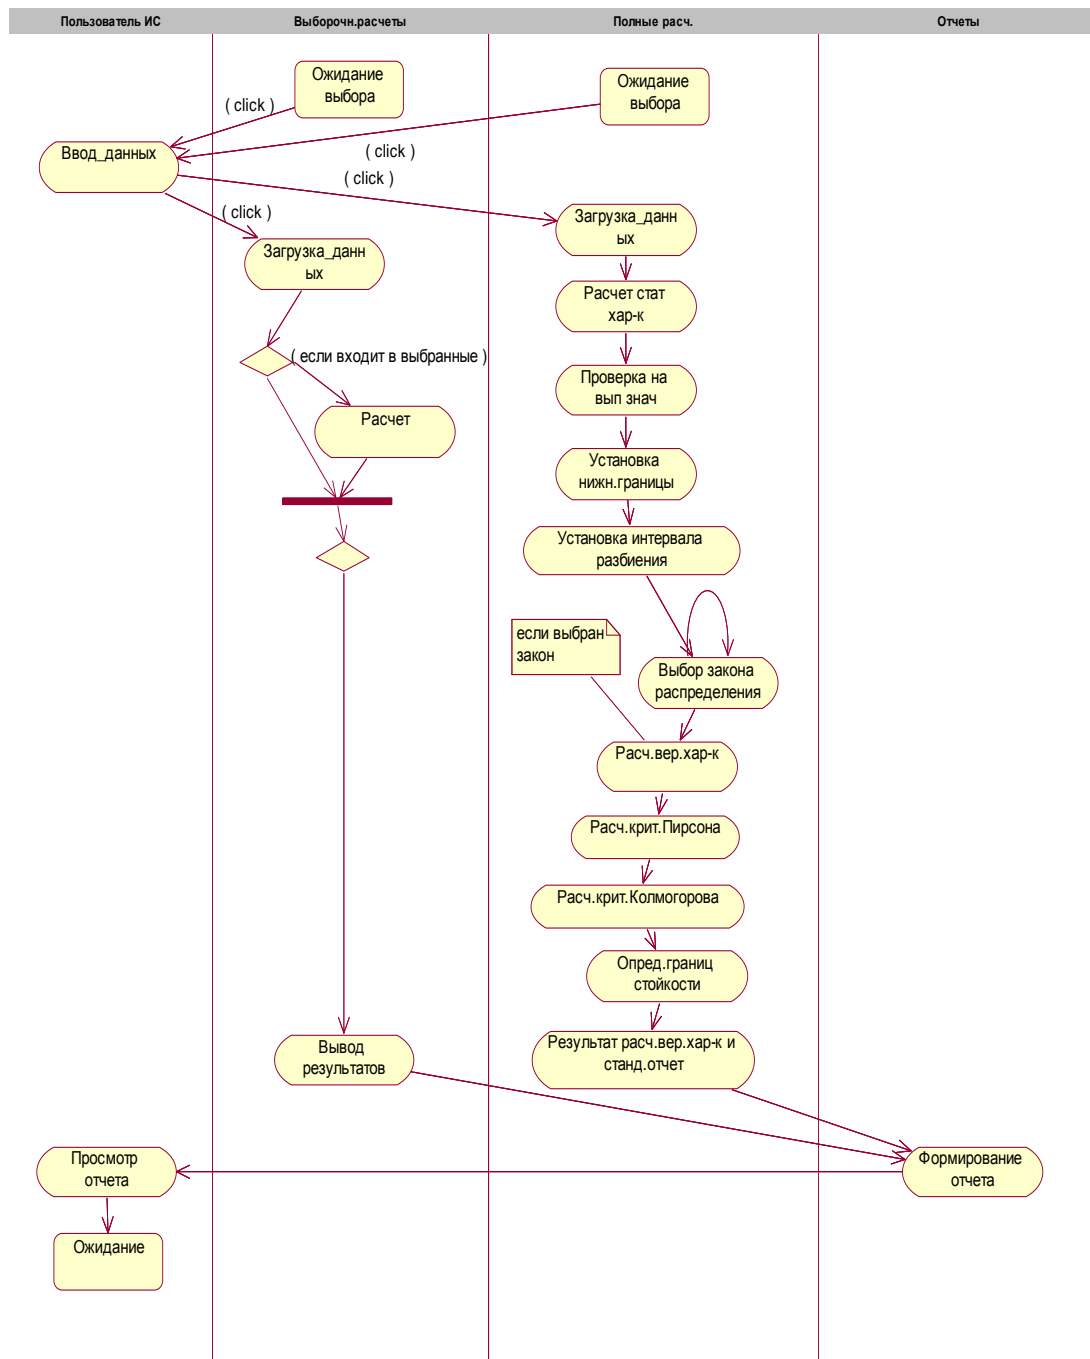 Пользователь ИС
Выборочн.расчеты
Полные расч.
Отчеты
Ожидание
выбора
Ожидание
выбора
( click )
Ввод_данных
( click )
( click )
( click )
Загрузка_данн
ых
Загрузка_данн
ых
Расчет стат
хар-к
( если входит в выбранные )
Проверка на
вып знач
Расчет
Установка
нижн.границы
Установка интервала
разбиения
если выбран
закон
Выбор закона
распределения
Расч.вер.хар-к
Расч.крит.Пирсона
Расч.крит.Колмогорова
Опред.границ
стойкости
Вывод
результатов
Результат расч.вер.хар-к и
станд.отчет
Просмотр
отчета
Формирование
отчета
Ожидание